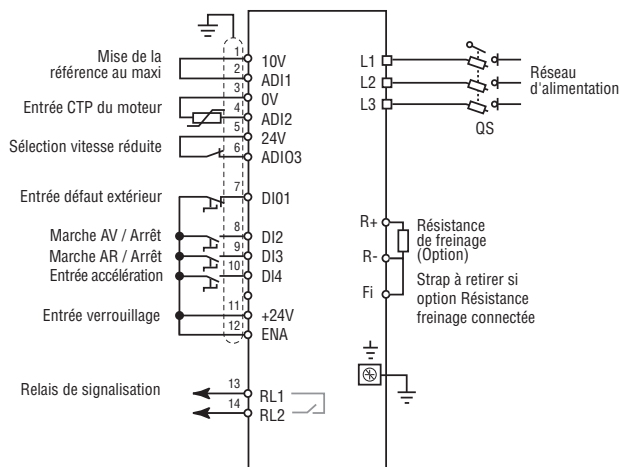 Mise de la
référence au maxi
1
10V
2
ADI1
3
0V
Entrée CTP du moteur
4
ADI2
5
24V
Sélection vitesse réduite
6
ADIO3
Entrée défaut extérieur
7
DI01
Marche AV / Arrêt
8
DI2
Marche AR / Arrêt
9
DI3
Entrée accélération
10
DI4
Entrée verrouillage
11
+24V
12
ENA
Relais de signalisation
13
RL1
14
RL2
L1
L2
L3
QS
Réseau
d'alimentation
R+
R-
Fi
Résistance
de freinage
(Option)
Strap à retirer si
option Résistance
freinage connectée